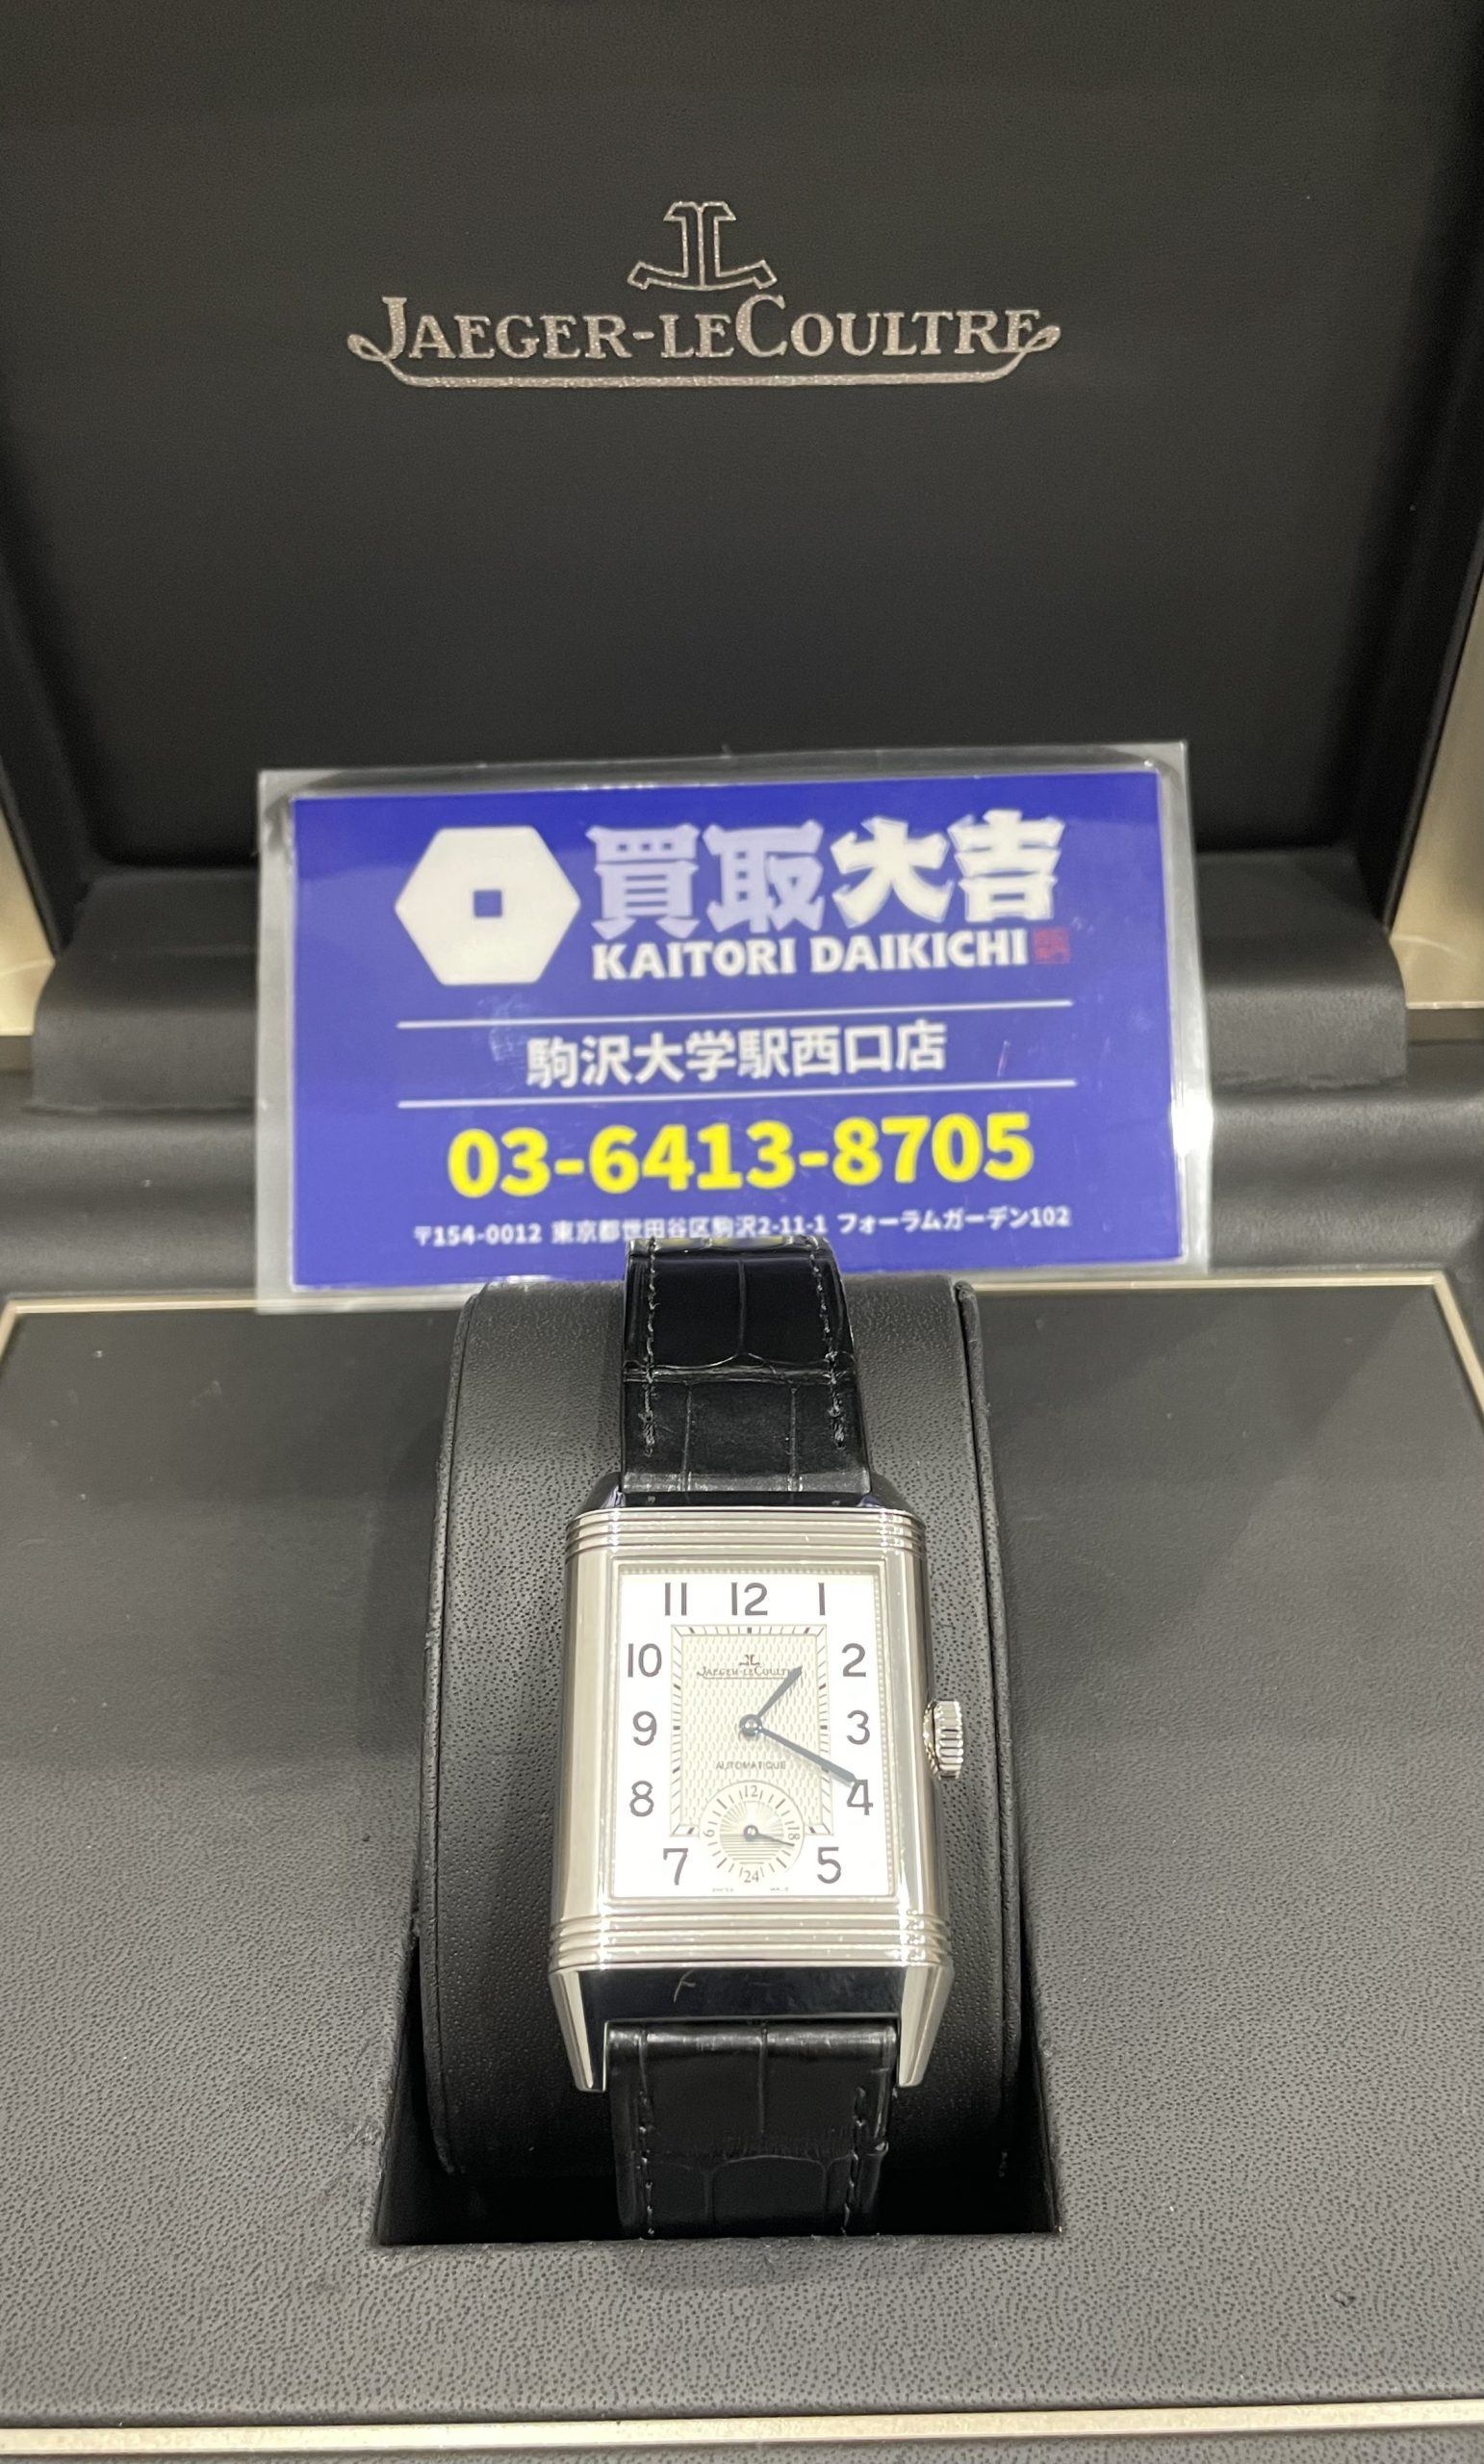 JAEGER-LECOULTRE
買取大吉
KAITORI DAIKICHI
駒沢大学駅西口店
03-6413-8705
〒154-0012 東京都世田谷区駒沢2-11-1 フォーラムガーデン102
11 12 1
10 2
JAEGER-LECOULTRE
9 3
AUTOMATIQUE
8 4
12
6 18
24
7 5